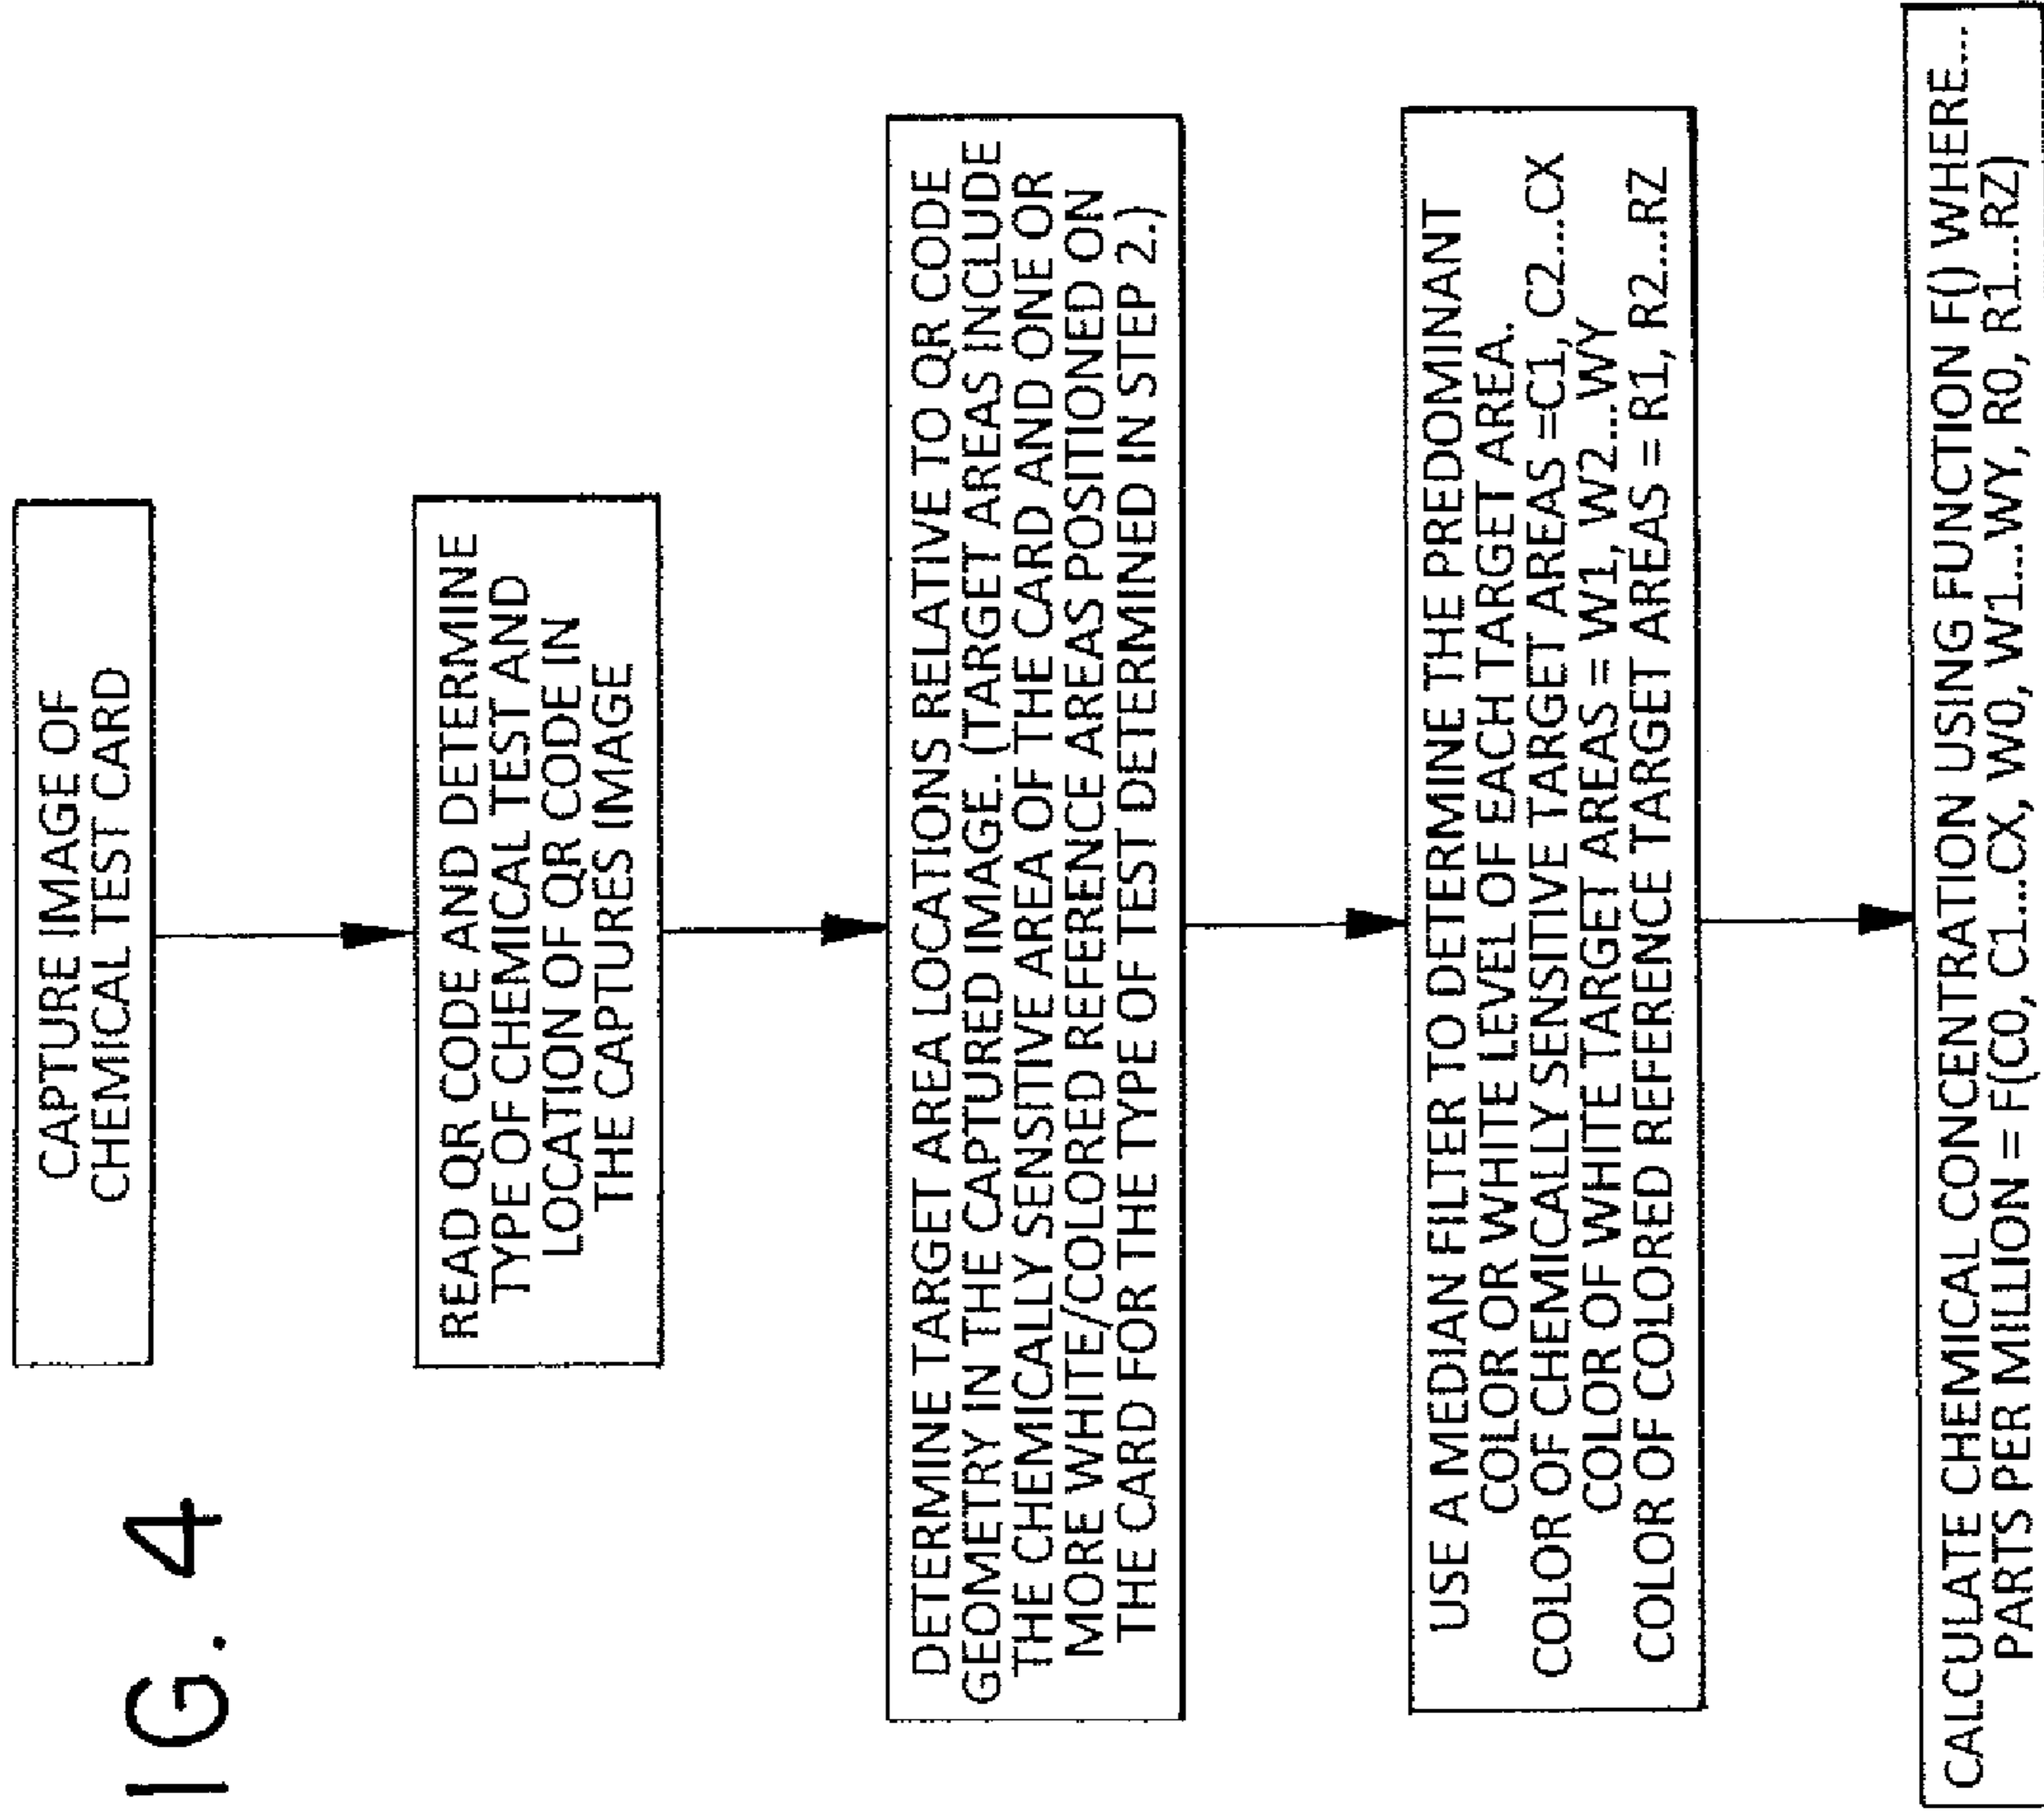 IG. 4
CAPTURE IMAGE OF
CHEMICAL TEST CARD
READ QR CODE AND DETERMINE
TYPE OF CHEMICAL TEST AND
LOCATION OF QR CODE IN
THE CAPTURES IMAGE
DETERMINE TARGET AREA LOCATIONS RELATIVE TO QR CODE
GEOMETRY IN THE CAPTURED IMAGE. (TARGET AREAS INCLUDE
THE CHEMICALLY SENSITIVE AREA OF THE CARD AND ONE OR
MORE WHITE/COLORED REFERENCE AREAS POSITIONED ON
THE CARD FOR THE TYPE OF TEST DETERMINED IN STEP 2.)
USE A MEDIAN FILTER TO DETERMINE THE PREDOMINANT
COLOR OR WHITE LEVEL OF EACH TARGET AREA.
COLOR OF CHEMICALLY SENSITIVE TARGET AREAS =C1, C2...CX
COLOR OF WHITE TARGET AREAS = W1, W2...WY
COLOR OF COLORED REFERENCE TARGET AREAS = R1, R2...RZ
CALCULATE CHEMICAL CONCENTRATION USING FUNCTION F() WHERE...
PARTS PER MILLION = F(C0, C1...CX, W0, W1...WY, R0, R1...RZ)